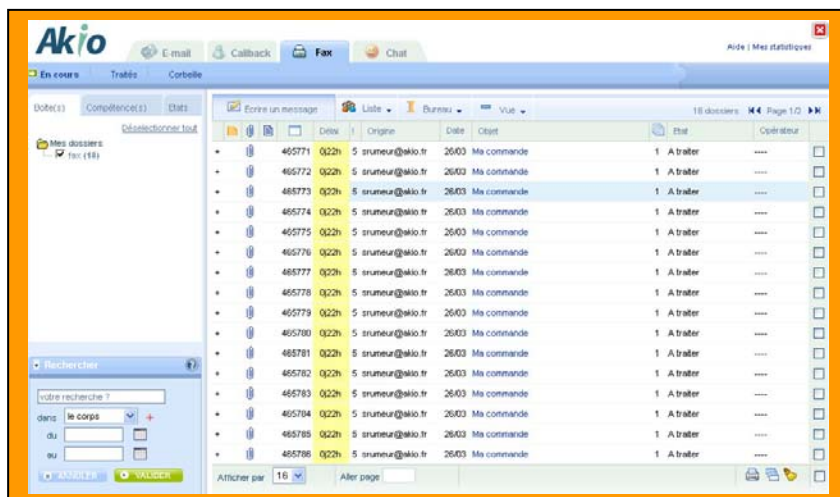 Akio
E-mail Callback Fax Chat
Aide | Mes statistiques
En cours Traités Corbeille
Boîte(s) Compétence(s) Etats
Désélectionner tout
Mes dossiers
fax (18)
Ecrire un message Liste Bureau Vue 18 dossiers Page 1/2
Délai ! Origine Date Objet Etat Opérateur
+ 465771 0j22h 5 srumeur@akio.fr 26/03 Ma commande 1 A traiter ----
+ 465772 0j22h 5 srumeur@akio.fr 26/03 Ma commande 1 A traiter ----
+ 465773 0j22h 5 srumeur@akio.fr 26/03 Ma commande 1 A traiter ----
+ 465774 0j22h 5 srumeur@akio.fr 26/03 Ma commande 1 A traiter ----
+ 465775 0j22h 5 srumeur@akio.fr 26/03 Ma commande 1 A traiter ----
+ 465776 0j22h 5 srumeur@akio.fr 26/03 Ma commande 1 A traiter ----
+ 465777 0j22h 5 srumeur@akio.fr 26/03 Ma commande 1 A traiter ----
+ 465778 0j22h 5 srumeur@akio.fr 26/03 Ma commande 1 A traiter ----
+ 465779 0j22h 5 srumeur@akio.fr 26/03 Ma commande 1 A traiter ----
+ 465780 0j22h 5 srumeur@akio.fr 26/03 Ma commande 1 A traiter ----
+ 465781 0j22h 5 srumeur@akio.fr 26/03 Ma commande 1 A traiter ----
+ 465782 0j22h 5 srumeur@akio.fr 26/03 Ma commande 1 A traiter ----
+ 465783 0j22h 5 srumeur@akio.fr 26/03 Ma commande 1 A traiter ----
+ 465784 0j22h 5 srumeur@akio.fr 26/03 Ma commande 1 A traiter ----
+ 465785 0j22h 5 srumeur@akio.fr 26/03 Ma commande 1 A traiter ----
+ 465786 0j22h 5 srumeur@akio.fr 26/03 Ma commande 1 A traiter ----
Rechercher ?
votre recherche ?
dans le corps +
du
au
ANNULER VALIDER
Afficher par 16 Aller page